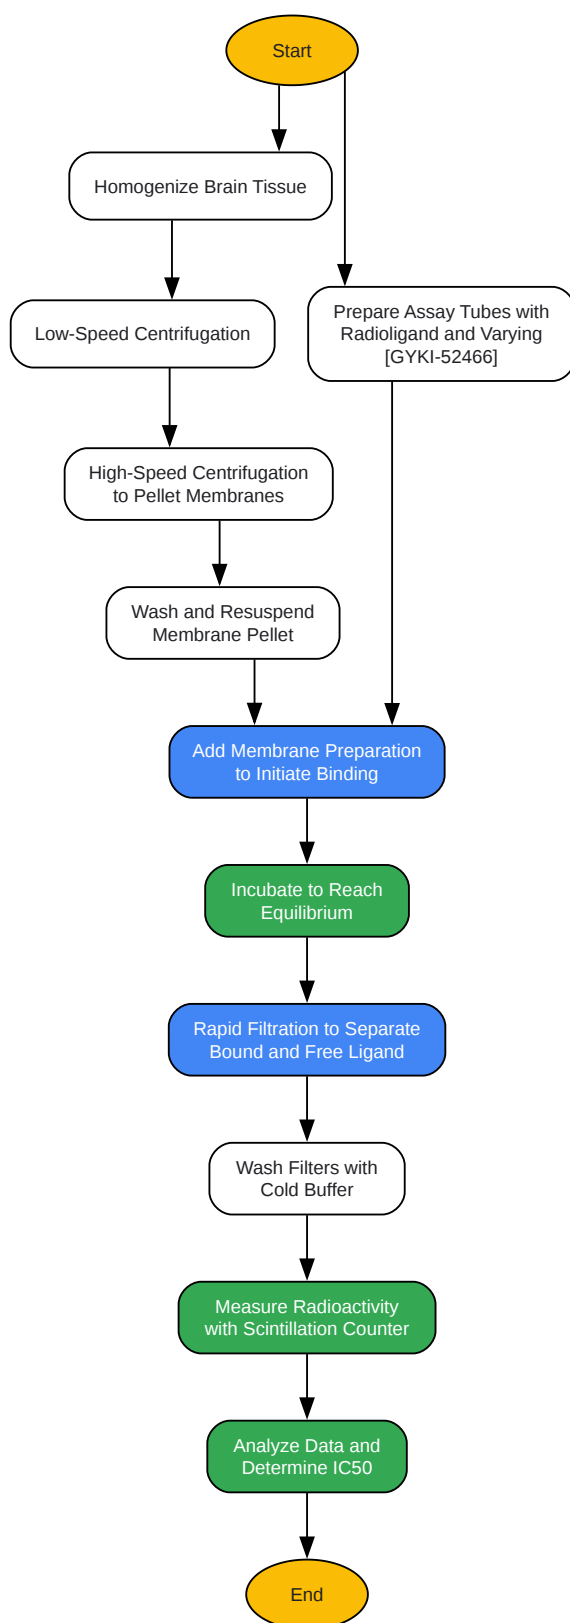 Start
Homogenize Brain Tissue
Low-Speed Centrifugation
Prepare Assay Tubes with
Radioligand and Varying
[GYKI-52466]
High-Speed Centrifugation
to Pellet Membranes
Wash and Resuspend
Membrane Pellet
Add Membrane Preparation
to Initiate Binding
Incubate to Reach
Equilibrium
Rapid Filtration to Separate
Bound and Free Ligand
Wash Filters with
Cold Buffer
Measure Radioactivity
with Scintillation Counter
Analyze Data and
Determine IC50
End